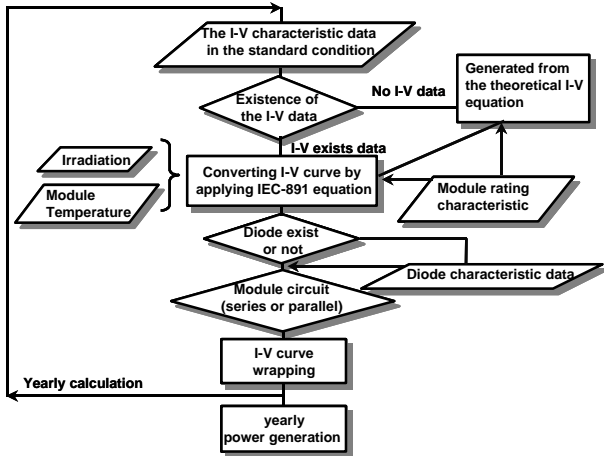 The I-V characteristic data
in the standard condition
Existence of
the I-V data
No I-V data
Generated from
the theoretical I-V
equation
I-V exists data
Irradiation
Module
Temperature
Converting I-V curve by
applying IEC-891 equation
Module rating
characteristic
Diode exist
or not
Diode characteristic data
Module circuit
(series or parallel)
I-V curve
wrapping
Yearly calculation
yearly
power generation